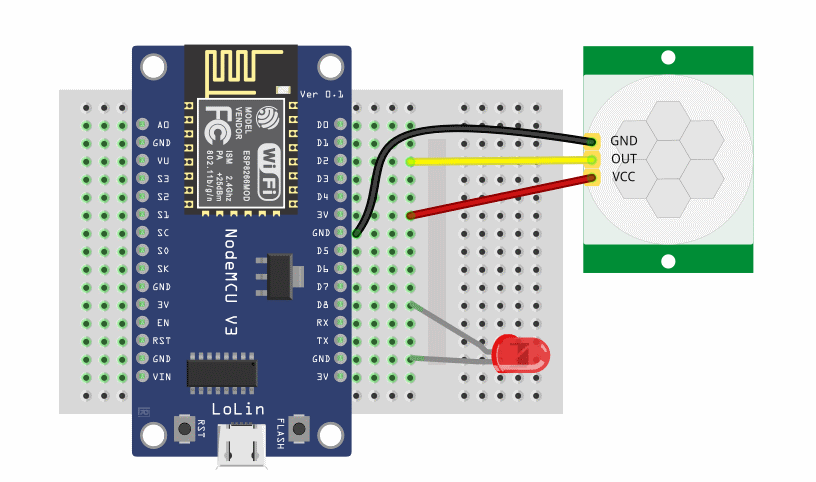 Ver 0.1
A0
GND
VU
S3
S2
S1
SC
S0
SK
GND
3V
EN
RST
GND
VIN
D0
D1
D2
D3
D4
3V
GND
D5
D6
D7
D8
RX
TX
GND
3V
MODEL
VENDOR
ESP8266MOD
FC
WiFi
ISM 2.4GHz
PA +25dBm
802.11b/g/n
NodeMCU V3
LoLin
RST
FLASH
GND
OUT
VCC